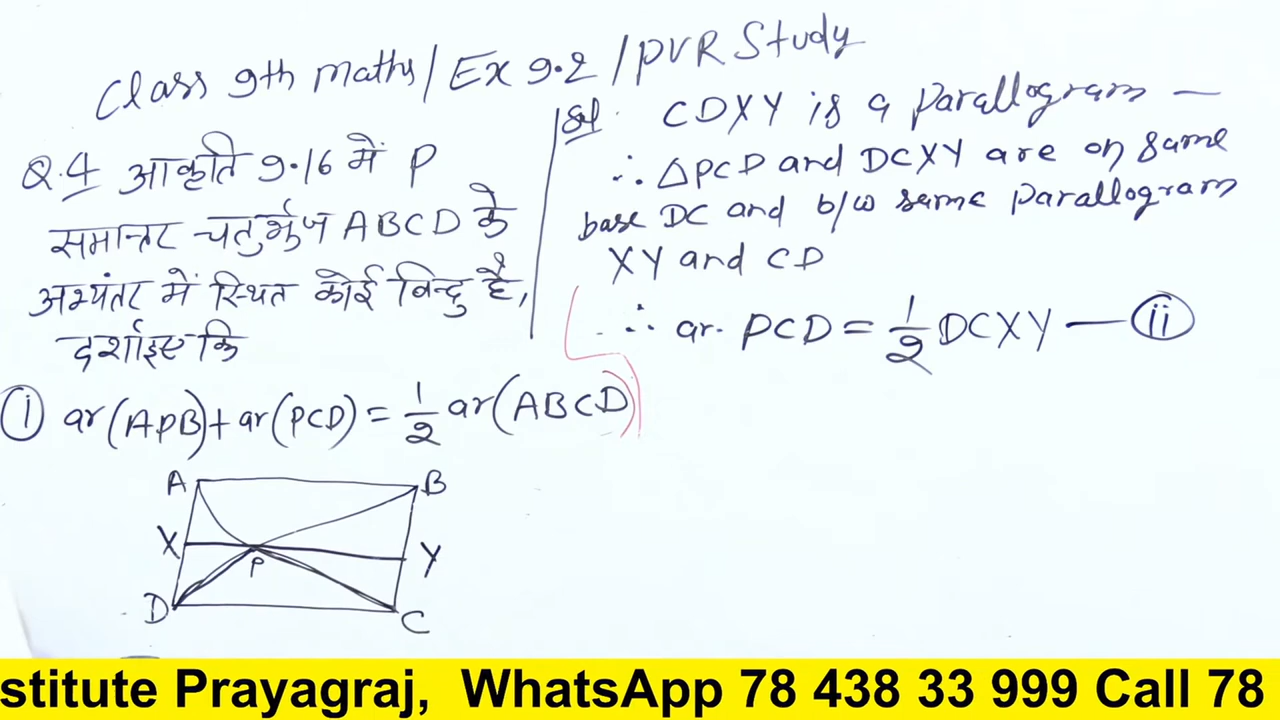 Class 9th maths/ Ex 9.2 / PVR Study
Q.4 आकृति 9.16 में P
समान्तर चतुर्भुज ABCD के
अभ्यंतर में स्थित कोई विन्दु है,
दर्शाइए कि
(i) ar(APB)+ar(PCD) = 1/2 ar(ABCD)
A B
X Y
P
D C
Sol. CDXY is a Parallogram —
∴ △PCD and DCXY are on same
base DC and b/w same Parallogram
XY and CD
∴ ar. PCD = 1/2 DCXY — (ii)
stitute Prayagraj, WhatsApp 78 438 33 999 Call 78